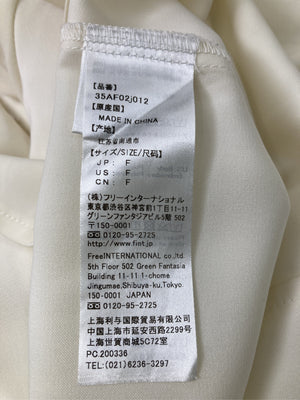 【品番】
35AF02J012
【原産国】
MADE IN CHINA
【产地】
江苏省南通市
【サイズ/SIZE/尺码】
JP : F
EN : F
CN : F
(株)フリーインターナショナル
東京都渋谷区神宮前1丁目11-11
グリーンファンタジアビル5階 502
〒150-0001
0120-95-2725
http://www.fint.jp
FreeINTERNATIONAL co.ltd
5th Floor 502 Green Fantasia
Building 11-11 1-chome
Jingumae,Shibuya-ku,Tokyo.
150-0001 JAPAN
0120-95-2725
上海利与國際貿易有限公司
中国上海市延安西路2299号
上海世貿商城5C72室
PC.200336
TEL:(021)6236-3297